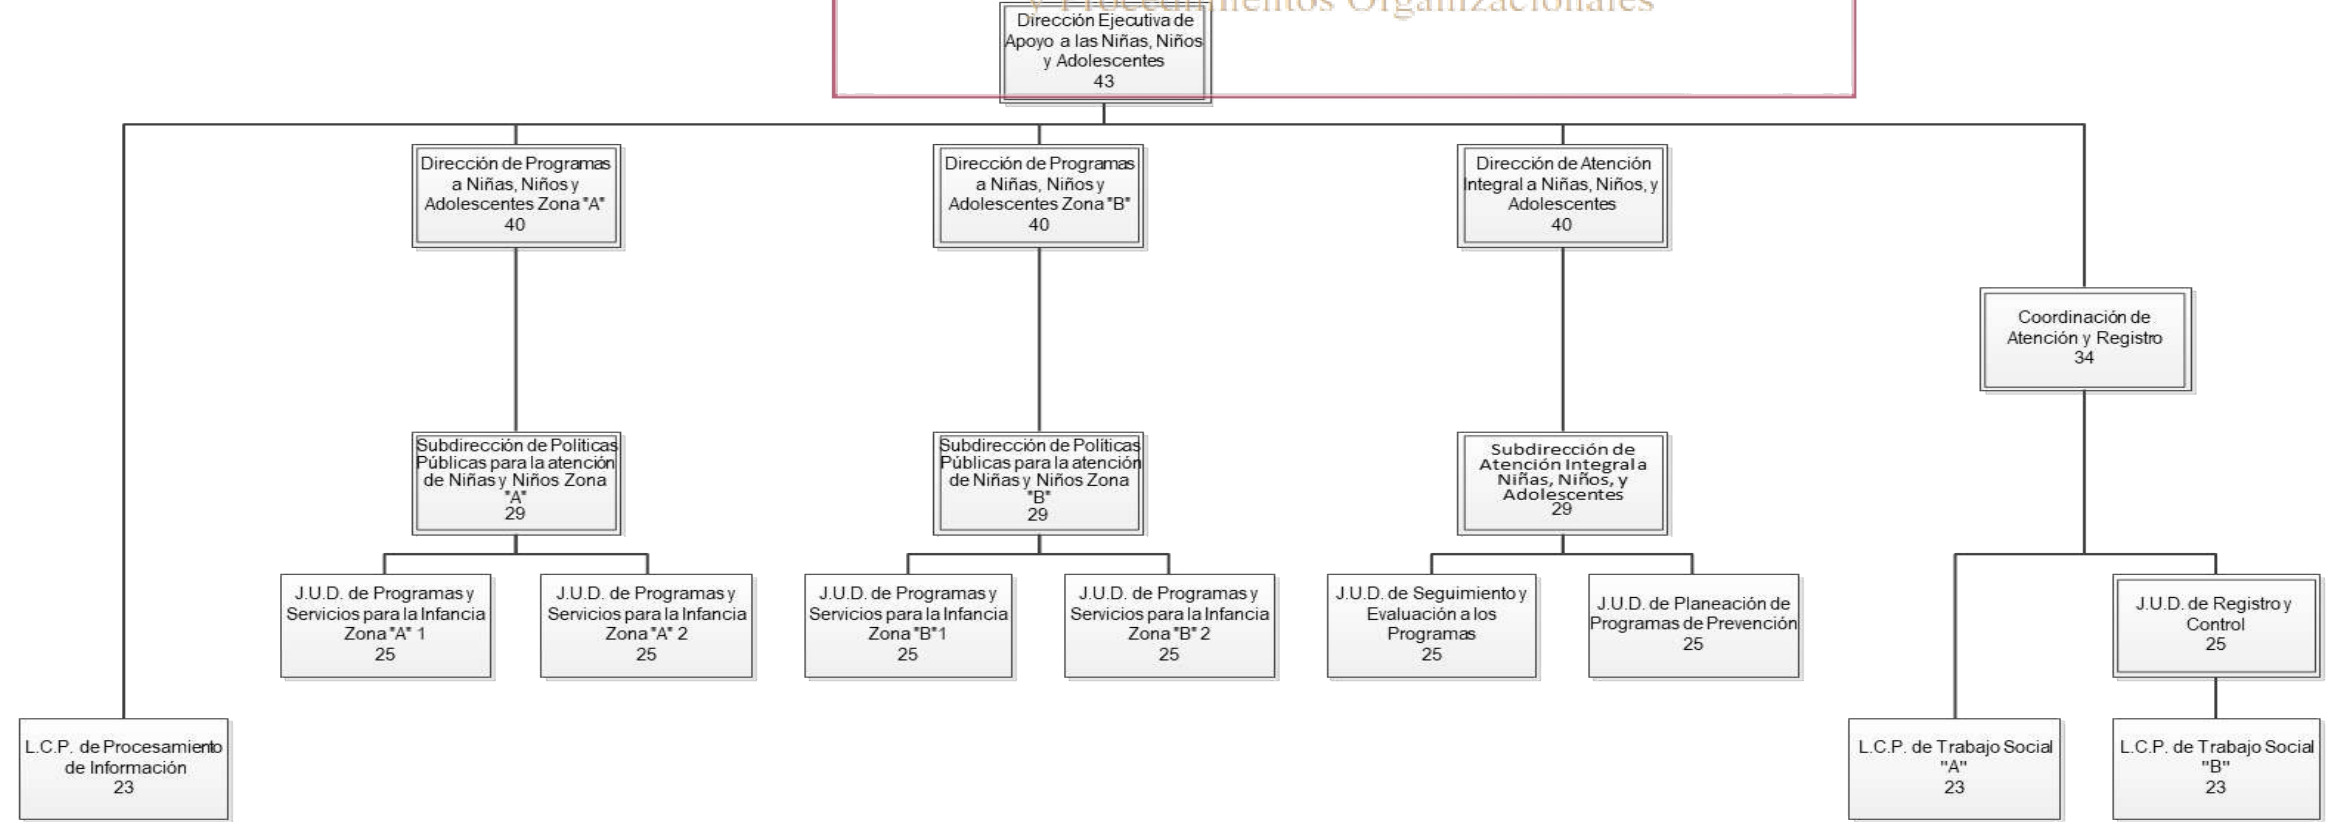 y Procedimientos Organizacionales
Dirección Ejecutiva de
Apoyo a las Niñas, Niños
y Adolescentes
43
Dirección de Programas
a Niñas, Niños y
Adolescentes Zona "A"
40
Dirección de Programas
a Niñas, Niños y
Adolescentes Zona "B"
40
Dirección de Atención
Integral a Niñas, Niños, y
Adolescentes
40
Coordinación de
Atención y Registro
34
Subdirección de Políticas
Públicas para la atención
de Niñas y Niños Zona
"A"
29
Subdirección de Políticas
Públicas para la atención
de Niñas y Niños Zona
"B"
29
Subdirección de
Atención Integral a
Niñas, Niños, y
Adolescentes
29
J.U.D. de Programas y
Servicios para la Infancia
Zona "A" 1
25
J.U.D. de Programas y
Servicios para la Infancia
Zona "A" 2
25
J.U.D. de Programas y
Servicios para la Infancia
Zona "B" 1
25
J.U.D. de Programas y
Servicios para la Infancia
Zona "B" 2
25
J.U.D. de Seguimiento y
Evaluación a los
Programas
25
J.U.D. de Planeación de
Programas de Prevención
25
J.U.D. de Registro y
Control
25
L.C.P. de Procesamiento
de Información
23
L.C.P. de Trabajo Social
"A"
23
L.C.P. de Trabajo Social
"B"
23